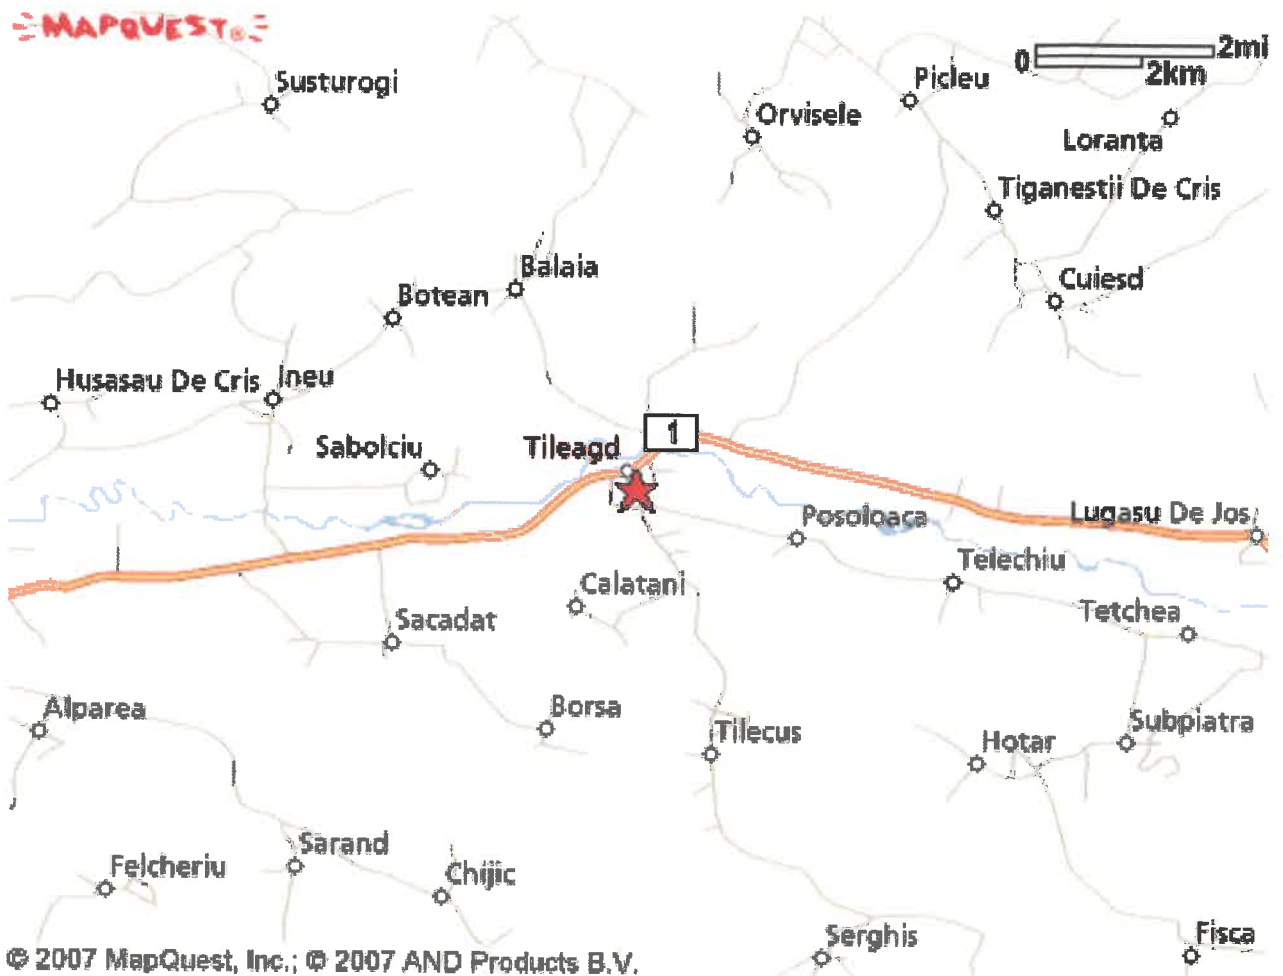 MAPQUEST®
0 2mi
2km
Susturogi
Picleu
Orvisele
Loranta
Tiganestii De Cris
Balaia
Cuiesd
Botean
Husasau De Cris
Ineu
Sabolciu
Tileagd
1
Posoloaca
Lugasu De Jos
Telechiu
Calatani
Tetchea
Sacadat
Alparea
Borsa
Tilecus
Subpiatra
Hotar
Sarand
Felcheriu
Chijic
Serghis
Fisca
© 2007 MapQuest, Inc.; © 2007 AND Products B.V.